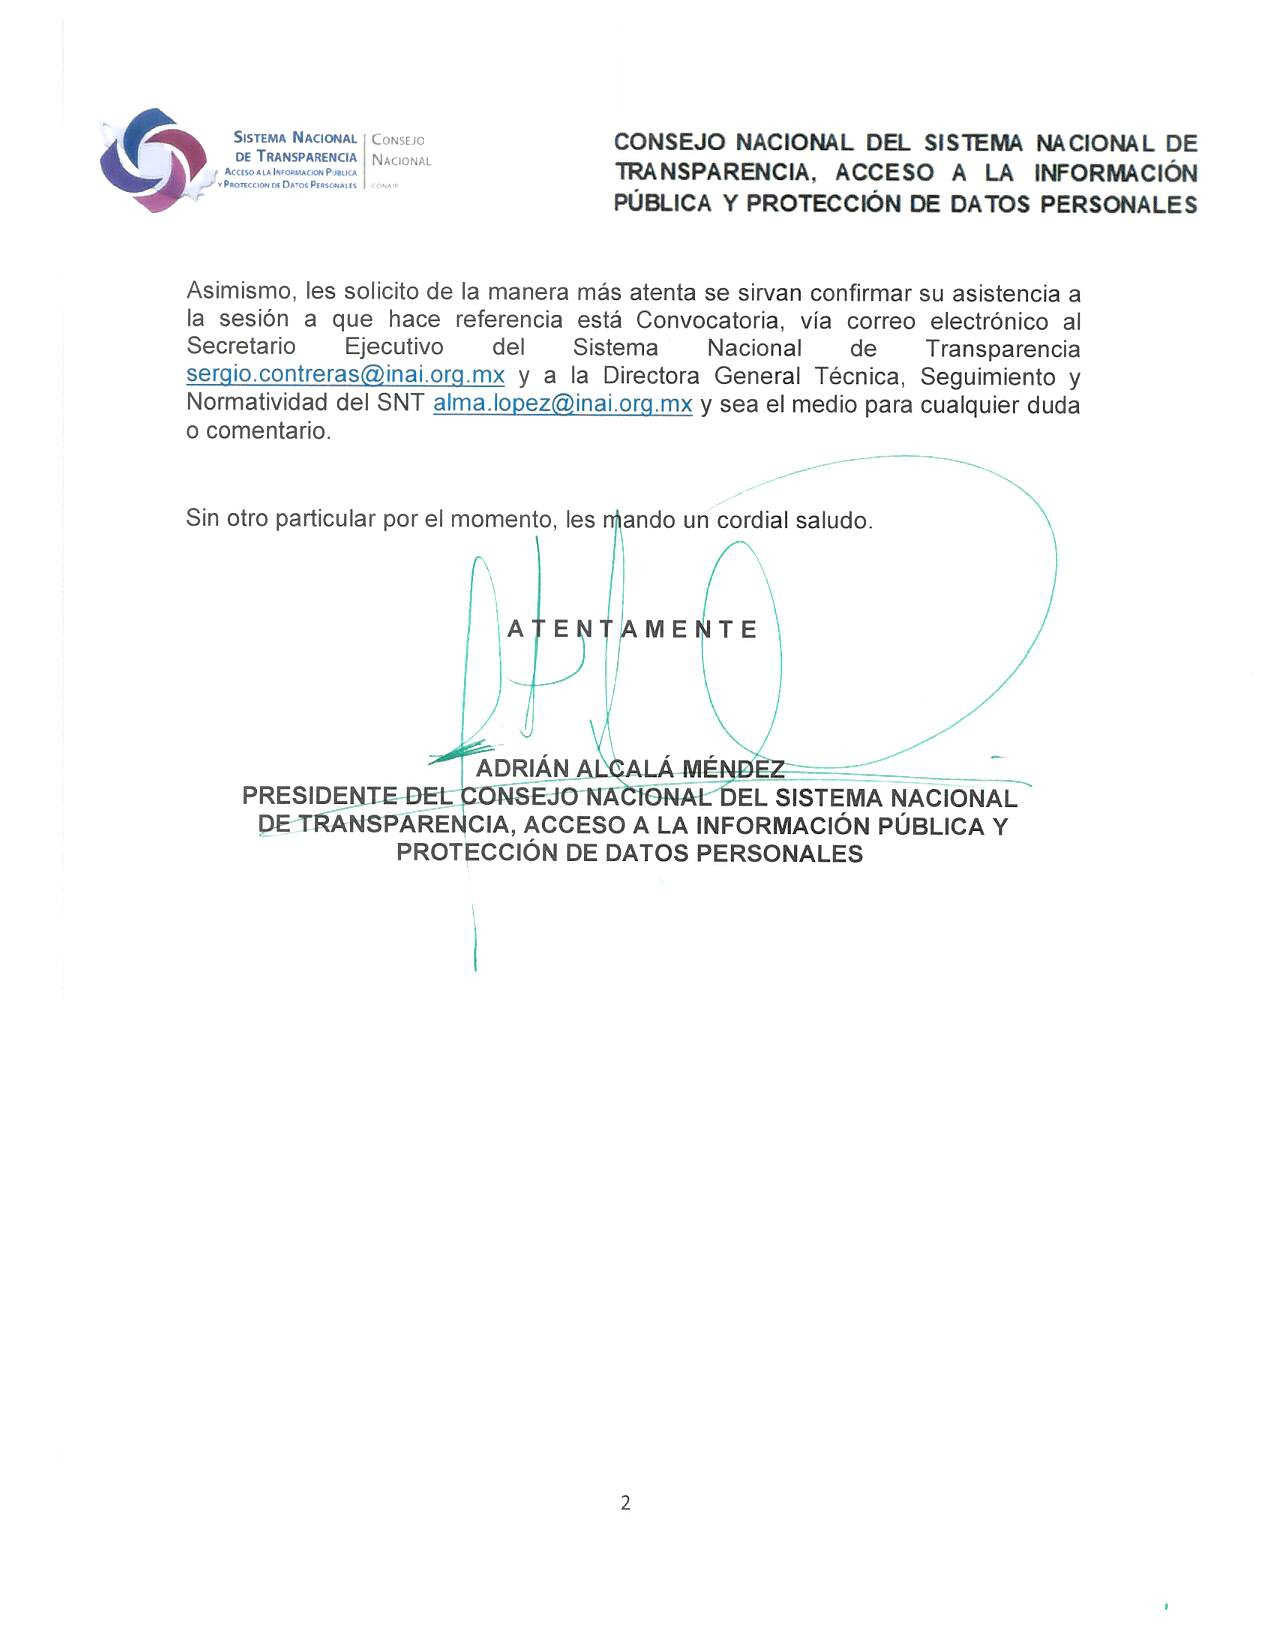 SISTEMA NACIONAL
DE TRANSPARENCIA
ACCESO A LA INFORMACIÓN PÚBLICA
Y PROTECCIÓN DE DATOS PERSONALES
CONSEJO
NACIONAL
CONAIP
CONSEJO NACIONAL DEL SISTEMA NACIONAL DE
TRANSPARENCIA, ACCESO A LA INFORMACIÓN
PÚBLICA Y PROTECCIÓN DE DATOS PERSONALES
Asimismo, les solicito de la manera más atenta se sirvan confirmar su asistencia a
la sesión a que hace referencia está Convocatoria, vía correo electrónico al
Secretario Ejecutivo del Sistema Nacional de Transparencia
sergio.contreras@inai.org.mx y a la Directora General Técnica, Seguimiento y
Normatividad del SNT alma.lopez@inai.org.mx y sea el medio para cualquier duda
o comentario.
Sin otro particular por el momento, les mando un cordial saludo.
A T E N T A M E N T E
ADRIÁN ALCALÁ MÉNDEZ
PRESIDENTE DEL CONSEJO NACIONAL DEL SISTEMA NACIONAL
DE TRANSPARENCIA, ACCESO A LA INFORMACIÓN PÚBLICA Y
PROTECCIÓN DE DATOS PERSONALES
2